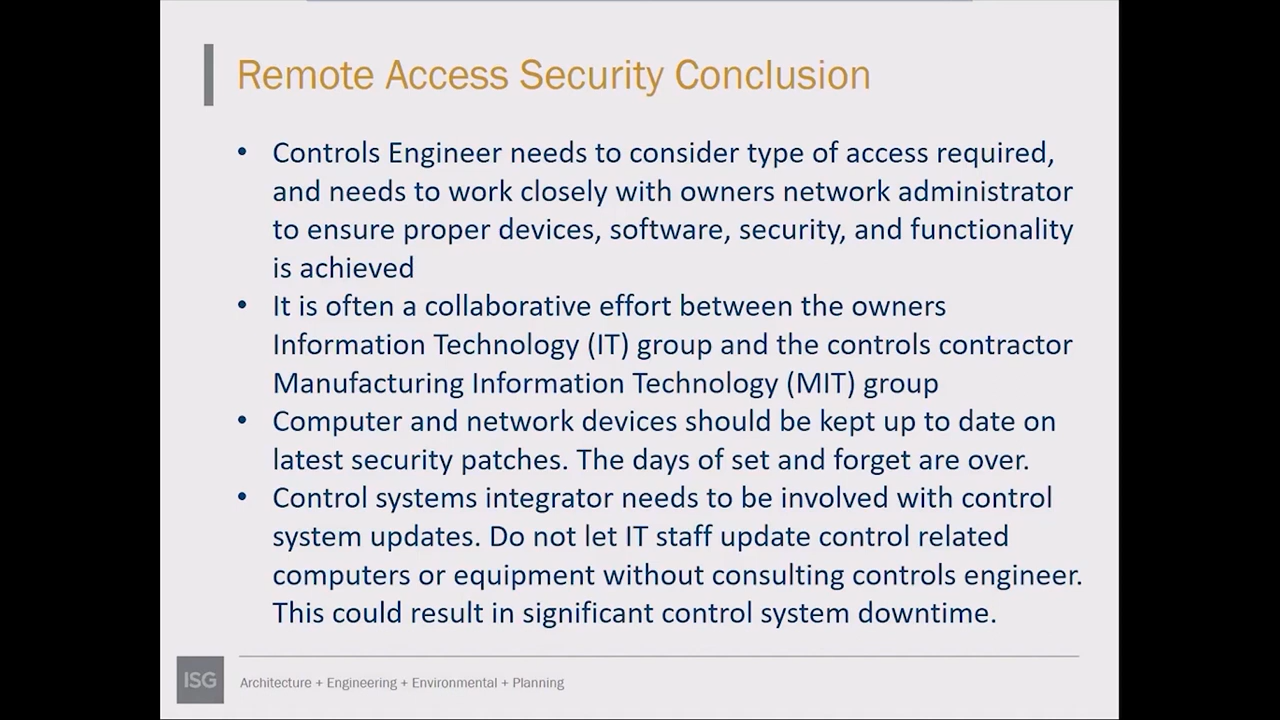 Remote Access Security Conclusion
• Controls Engineer needs to consider type of access required,
and needs to work closely with owners network administrator
to ensure proper devices, software, security, and functionality
is achieved
• It is often a collaborative effort between the owners
Information Technology (IT) group and the controls contractor
Manufacturing Information Technology (MIT) group
• Computer and network devices should be kept up to date on
latest security patches. The days of set and forget are over.
• Control systems integrator needs to be involved with control
system updates. Do not let IT staff update control related
computers or equipment without consulting controls engineer.
This could result in significant control system downtime.
ISG
Architecture + Engineering + Environmental + Planning